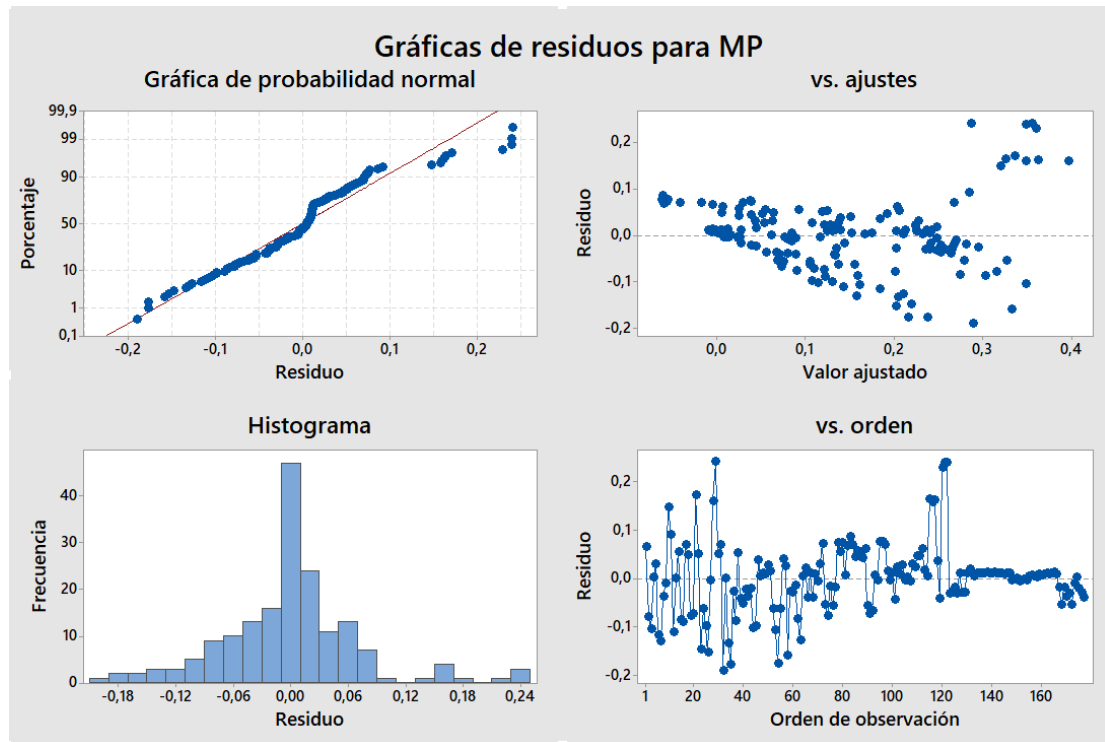 Gráficas de residuos para MP
Gráfica de probabilidad normal
99,9
99
90
50
10
1
0,1
Porcentaje
-0,2 -0,1 0,0 0,1 0,2
Residuo
vs. ajustes
0,2
0,1
0,0
-0,1
-0,2
Residuo
0,0 0,1 0,2 0,3 0,4
Valor ajustado
Histograma
40
30
20
10
0
Frecuencia
-0,18 -0,12 -0,06 0,00 0,06 0,12 0,18 0,24
Residuo
vs. orden
0,2
0,1
0,0
-0,1
-0,2
Residuo
1 20 40 60 80 100 120 140 160
Orden de observación